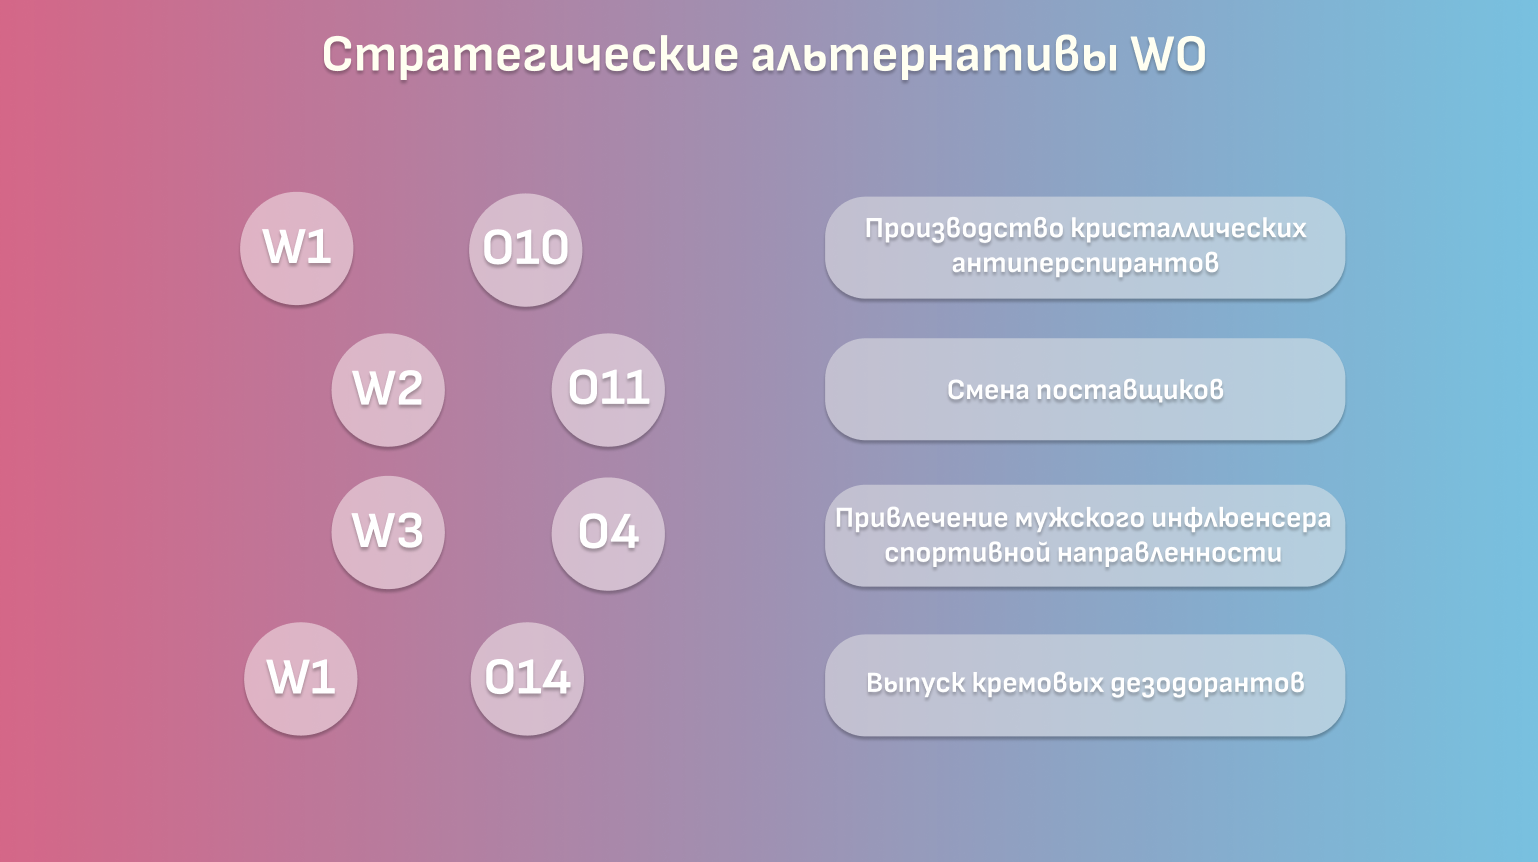 Стратегические альтернативы WO
W1
O10
Производство кристаллических
антиперспирантов
W2
O11
Смена поставщиков
W3
O4
Привлечение мужского инфлюенсера
спортивной направленности
W1
O14
Выпуск кремовых дезодорантов